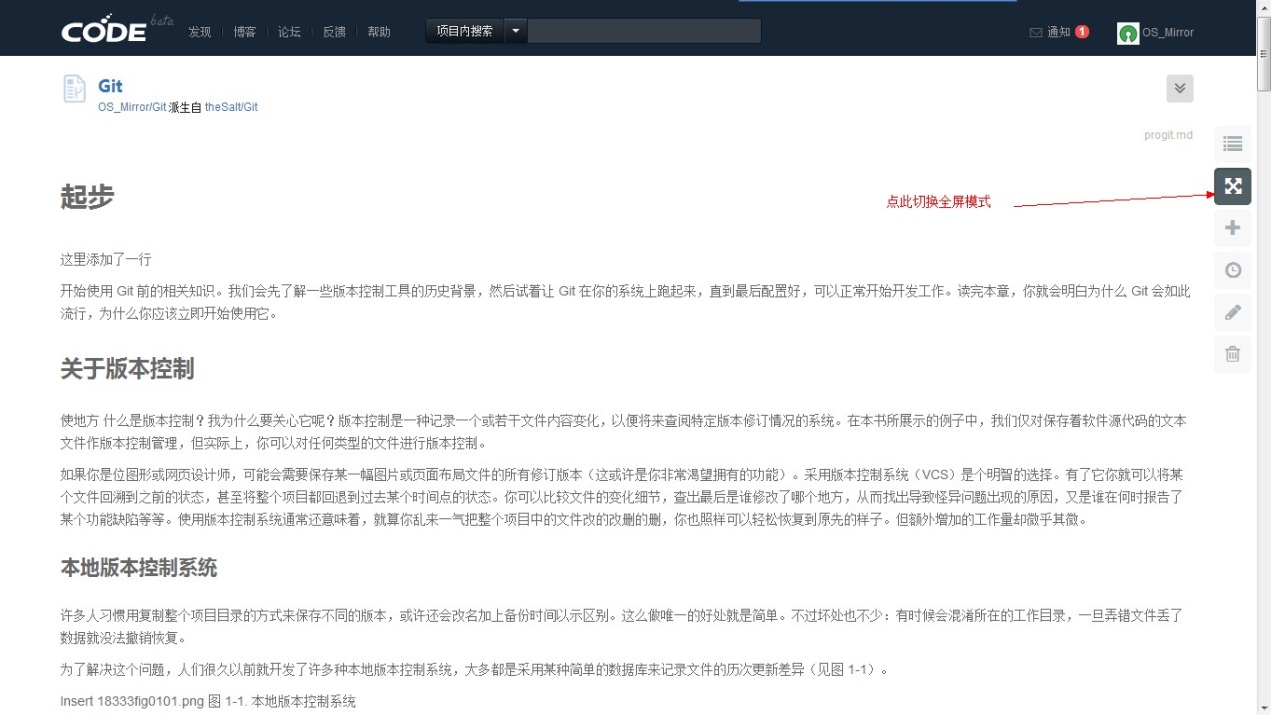 CODE beta 发现 博客 论坛 反馈 帮助 项目内搜索 通知 1 OS_Mirror
Git
OS_Mirror/Git 派生自 theSalt/Git
progit.md
起步
点此切换全屏模式
这里添加了一行
开始使用 Git 前的相关知识。我们会先了解一些版本控制工具的历史背景，然后试着让 Git 在你的系统上跑起来，直到最后配置好，可以正常开始开发工作。读完本章，你就会明白为什么 Git 会如此
流行，为什么你应该立即开始使用它。
关于版本控制
使地方 什么是版本控制？我为什么要关心它呢？版本控制是一种记录一个或若干文件内容变化，以便将来查阅特定版本修订情况的系统。在本书所展示的例子中，我们仅对保存着软件源代码的文本
文件作版本控制管理，但实际上，你可以对任何类型的文件进行版本控制。
如果你是位图形或网页设计师，可能会需要保存某一幅图片或页面布局文件的所有修订版本（这或许是你非常渴望拥有的功能）。采用版本控制系统（VCS）是个明智的选择。有了它你就可以将某
个文件回溯到之前的状态，甚至将整个项目都回退到过去某个时间点的状态。你可以比较文件的变化细节，查出最后是谁修改了哪个地方，从而找出导致怪异问题出现的原因，又是谁在何时报告了
某个功能缺陷等等。使用版本控制系统通常还意味着，就算你乱来一气把整个项目中的文件改的改删的删，你也照样可以轻松恢复到原先的样子。但额外增加的工作量却微乎其微。
本地版本控制系统
许多人习惯用复制整个项目目录的方式来保存不同的版本，或许还会改名加上备份时间以示区别。这么做唯一的好处就是简单。不过坏处也不少：有时候会混淆所在的工作目录，一旦弄错文件丢了
数据就没法撤销恢复。
为了解决这个问题，人们很久以前就开发了许多种本地版本控制系统，大多都是采用某种简单的数据库来记录文件的历次更新差异（见图 1-1）。
Insert 18333fig0101.png 图 1-1. 本地版本控制系统